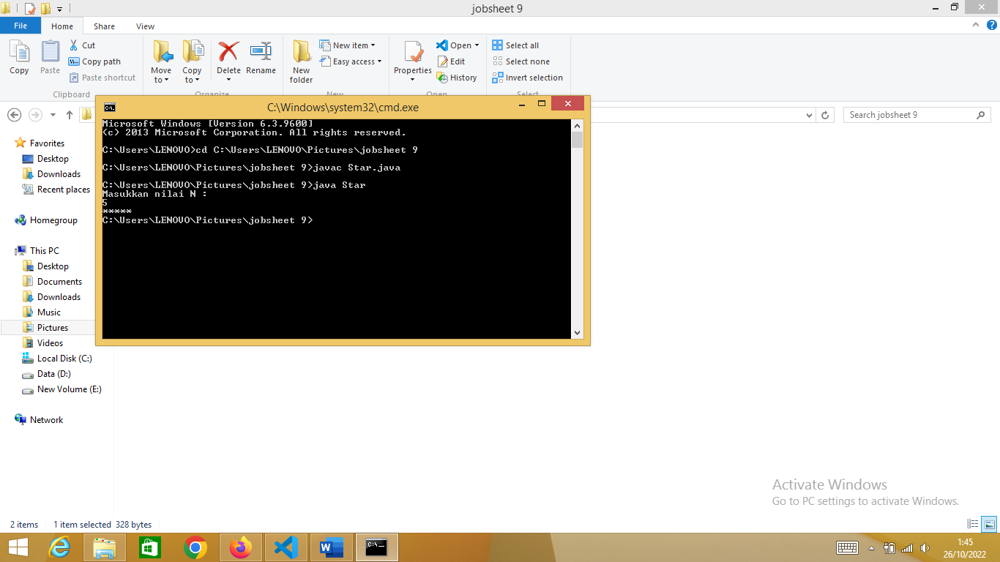 jobsheet 9
File Home Share View
Cut
Copy path
Paste shortcut
Copy Paste
Clipboard
Move to
Copy to
Delete Rename
Organize
New folder
New item
Easy access
New
Properties
Open
Edit
History
Open
Select all
Select none
Invert selection
Select
Search jobsheet 9
C:\Windows\system32\cmd.exe
Microsoft Windows [Version 6.3.9600]
(c) 2013 Microsoft Corporation. All rights reserved.
C:\Users\LENOVO>cd C:\Users\LENOVO\Pictures\jobsheet 9
C:\Users\LENOVO\Pictures\jobsheet 9>javac Star.java
C:\Users\LENOVO\Pictures\jobsheet 9>java Star
Masukkan nilai N :
5
*****
C:\Users\LENOVO\Pictures\jobsheet 9>
Favorites
Desktop
Downloads
Recent places
Homegroup
This PC
Desktop
Documents
Downloads
Music
Pictures
Videos
Local Disk (C:)
Data (D:)
New Volume (E:)
Network
Activate Windows
Go to PC settings to activate Windows.
2 items 1 item selected 328 bytes
1:45
26/10/2022